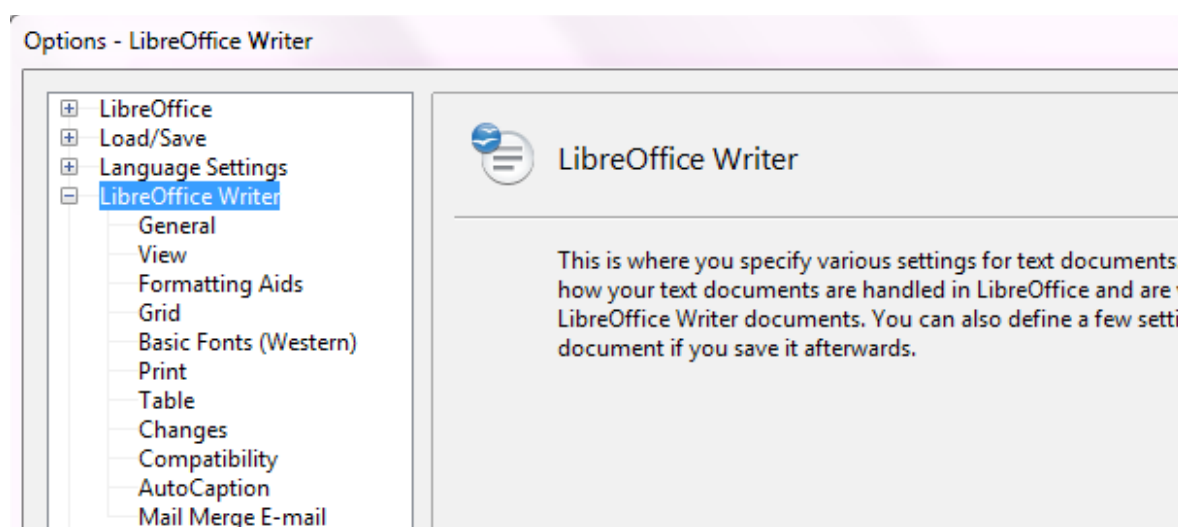 Options - LibreOffice Writer
LibreOffice
Load/Save
Language Settings
LibreOffice Writer
General
View
Formatting Aids
Grid
Basic Fonts (Western)
Print
Table
Changes
Compatibility
AutoCaption
Mail Merge E-mail
LibreOffice Writer
This is where you specify various settings for text documents
how your text documents are handled in LibreOffice and are
LibreOffice Writer documents. You can also define a few
document if you save it afterwards.